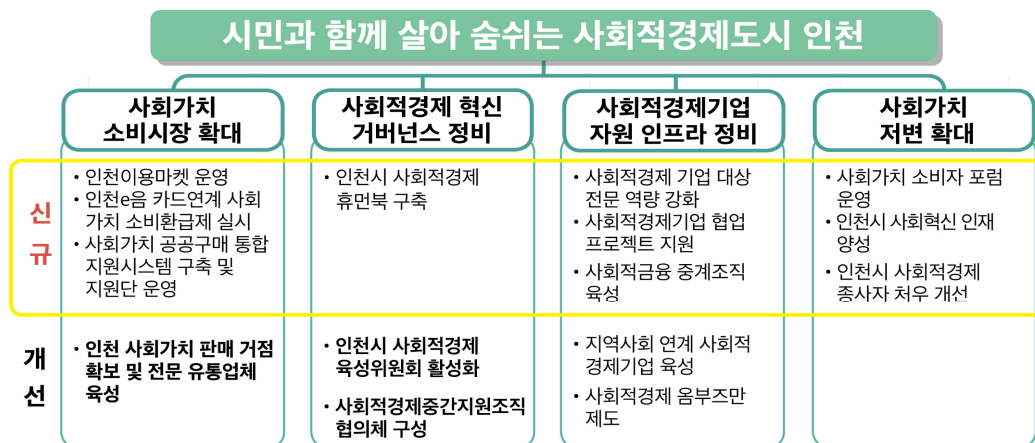 시민과 함께 살아 숨쉬는 사회적경제도시 인천
사회가치
소비시장 확대
사회적경제 혁신
거버넌스 정비
사회적경제기업
자원 인프라 정비
사회가치
저변 확대
신
규
• 인천이용마켓 운영
• 인천e음 카드연계 사회
가치 소비환급제 실시
• 사회가치 공공구매 통합
지원시스템 구축 및
지원단 운영
• 인천시 사회적경제
휴먼북 구축
• 사회적경제 기업 대상
전문 역량 강화
• 사회적경제기업 협업
프로젝트 지원
• 사회적금융 중계조직
육성
• 사회가치 소비자 포럼
운영
• 인천시 사회혁신 인재
양성
• 인천시 사회적경제
종사자 처우 개선
개
선
• 인천 사회가치 판매 거점
확보 및 전문 유통업체
육성
• 인천시 사회적경제
육성위원회 활성화
• 사회적경제중간지원조직
협의체 구성
• 지역사회 연계 사회적
경제기업 육성
• 사회적경제 옴부즈만
제도